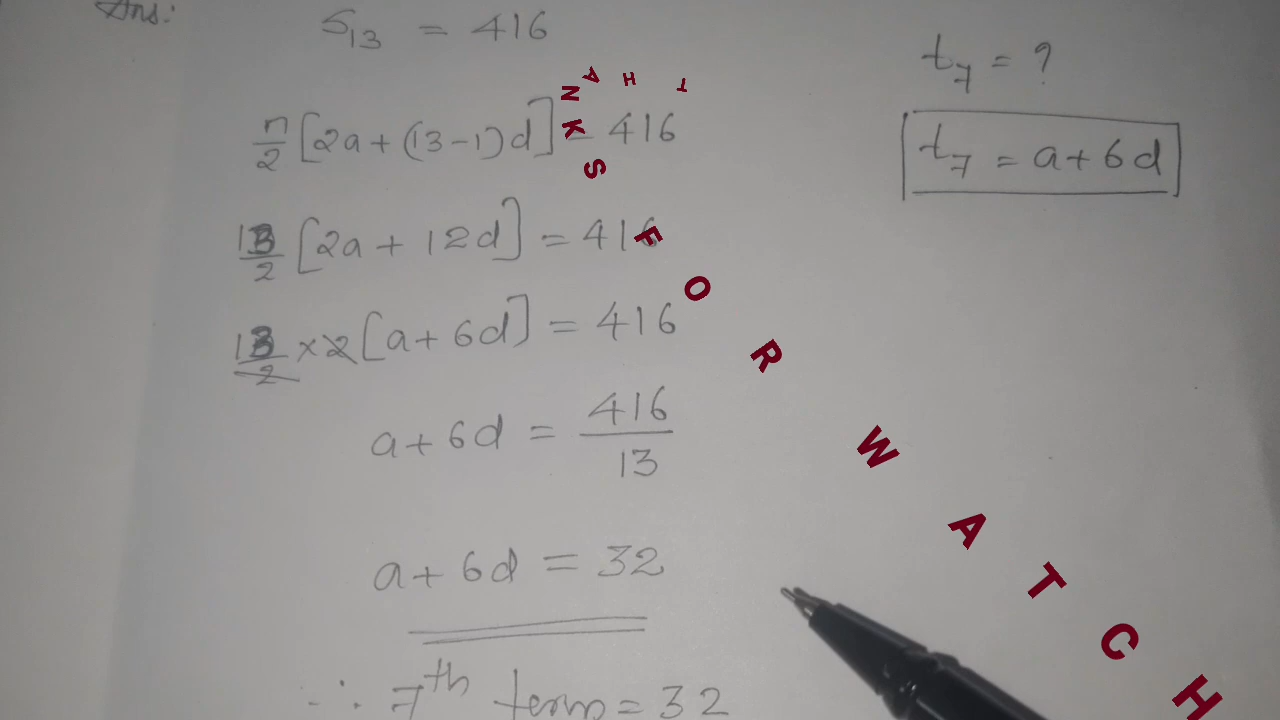 Ans:
S13 = 416
t7 = ?
n/2 [2a + (13-1)d] = 416
t7 = a+6d
13/2 [2a + 12d] = 416
13/2 × 2 [a + 6d] = 416
a + 6d = 416/13
a + 6d = 32
∴ 7th term = 32
THANKS FOR WATCH